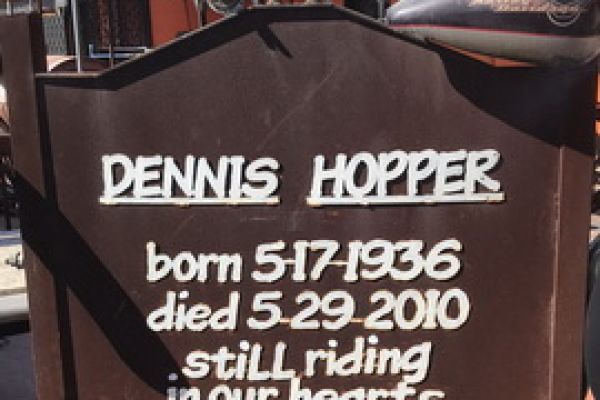 DENNIS HOPPER
born 5-17-1936
died 5-29-2010
stiLL riding
in our hearts